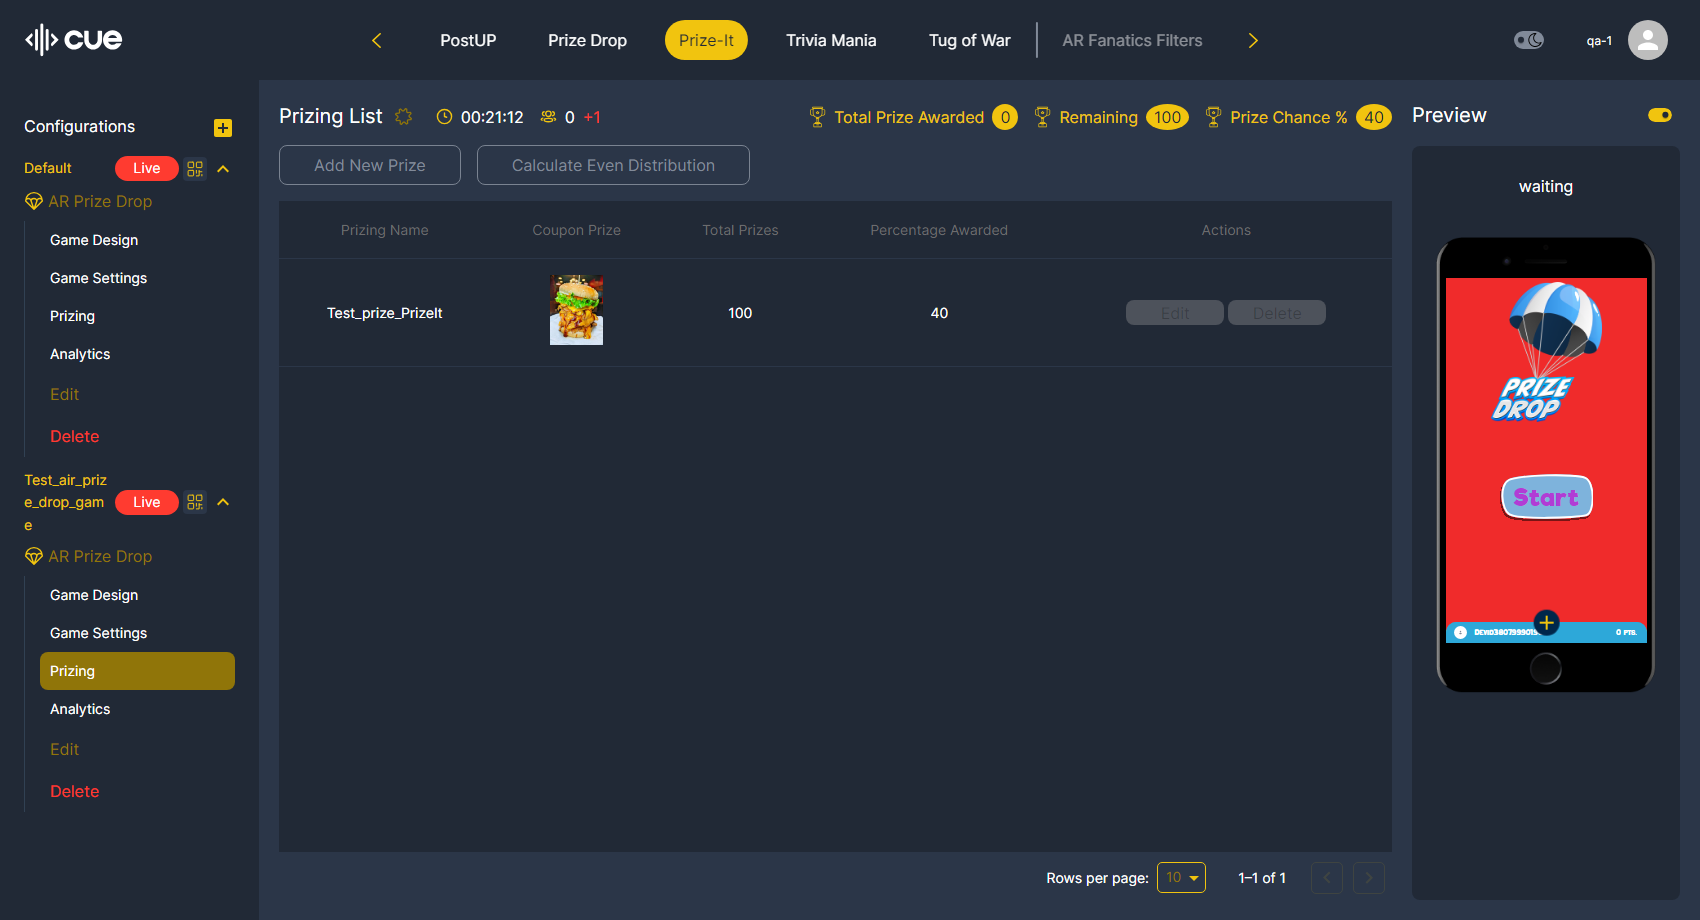 cue
PostUP
Prize Drop
Prize-It
Trivia Mania
Tug of War
AR Fanatics Filters
qa-1
Configurations
Default
Live
AR Prize Drop
Game Design
Game Settings
Prizing
Analytics
Edit
Delete
Test_air_priz
e_drop_gam
e
Live
AR Prize Drop
Game Design
Game Settings
Prizing
Analytics
Edit
Delete
Prizing List
00:21:12
0 +1
Total Prize Awarded 0
Remaining 100
Prize Chance % 40
Add New Prize
Calculate Even Distribution
Prizing Name
Coupon Prize
Total Prizes
Percentage Awarded
Actions
Test_prize_PrizeIt
100
40
Edit
Delete
Rows per page:
10
1–1 of 1
Preview
waiting
PRIZE
DROP
Start
0 PTS.